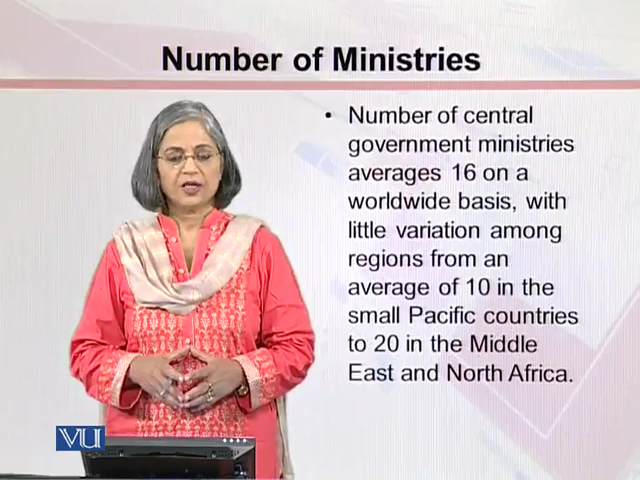 Number of Ministries
• Number of central
government ministries
averages 16 on a
worldwide basis, with
little variation among
regions from an
average of 10 in the
small Pacific countries
to 20 in the Middle
East and North Africa.
VU